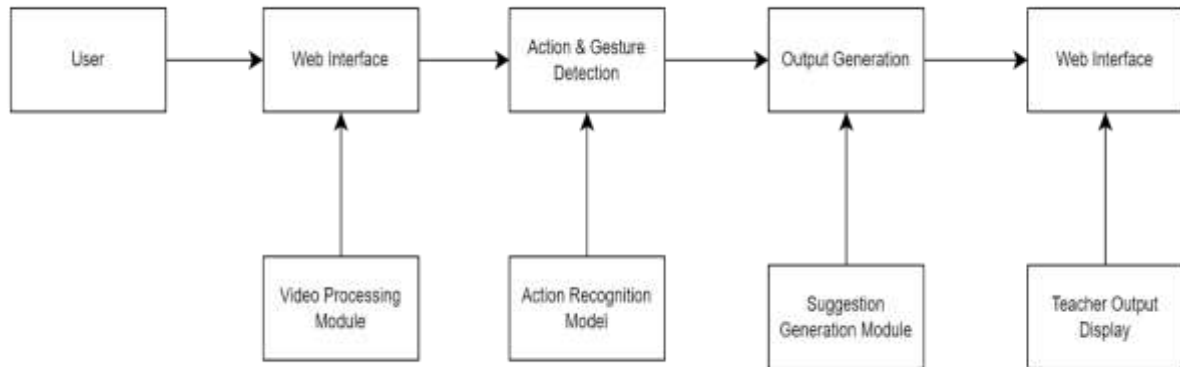 User
Web Interface
Action & Gesture
Detection
Output Generation
Web Interface
Video Processing
Module
Action Recognition
Model
Suggestion
Generation Module
Teacher Output
Display